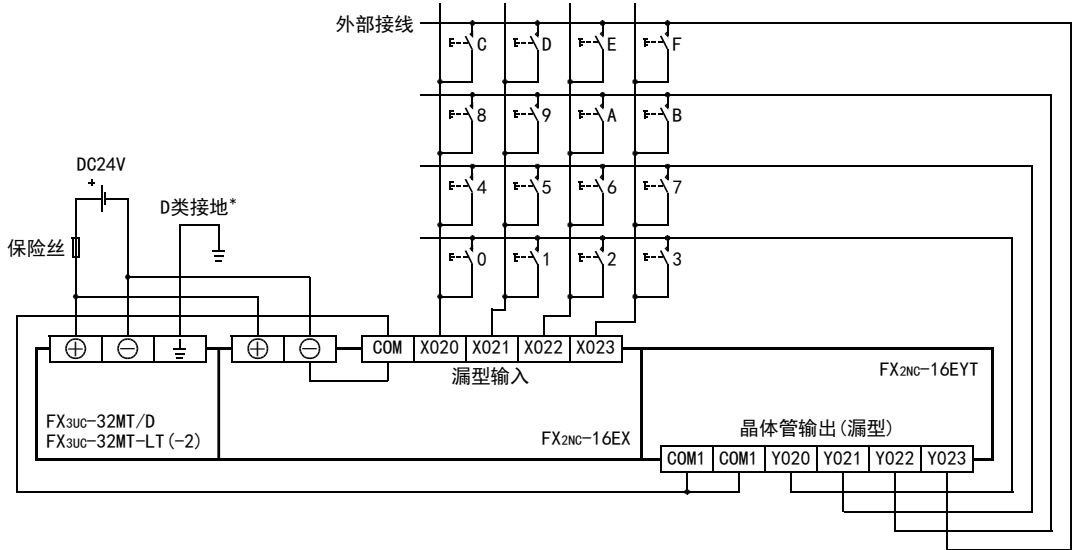 外部接线
C D E F
8 9 A B
DC24V
+
4 5 6 7
D类接地*
保险丝
0 1 2 3
⊕ ⊖ ⊕ ⊖ COM X020 X021 X022 X023
漏型输入
FX2NC-16EYT
FX3UC-32MT/D
FX3UC-32MT-LT(-2)
FX2NC-16EX
晶体管输出(漏型)
COM1 COM1 Y020 Y021 Y022 Y023